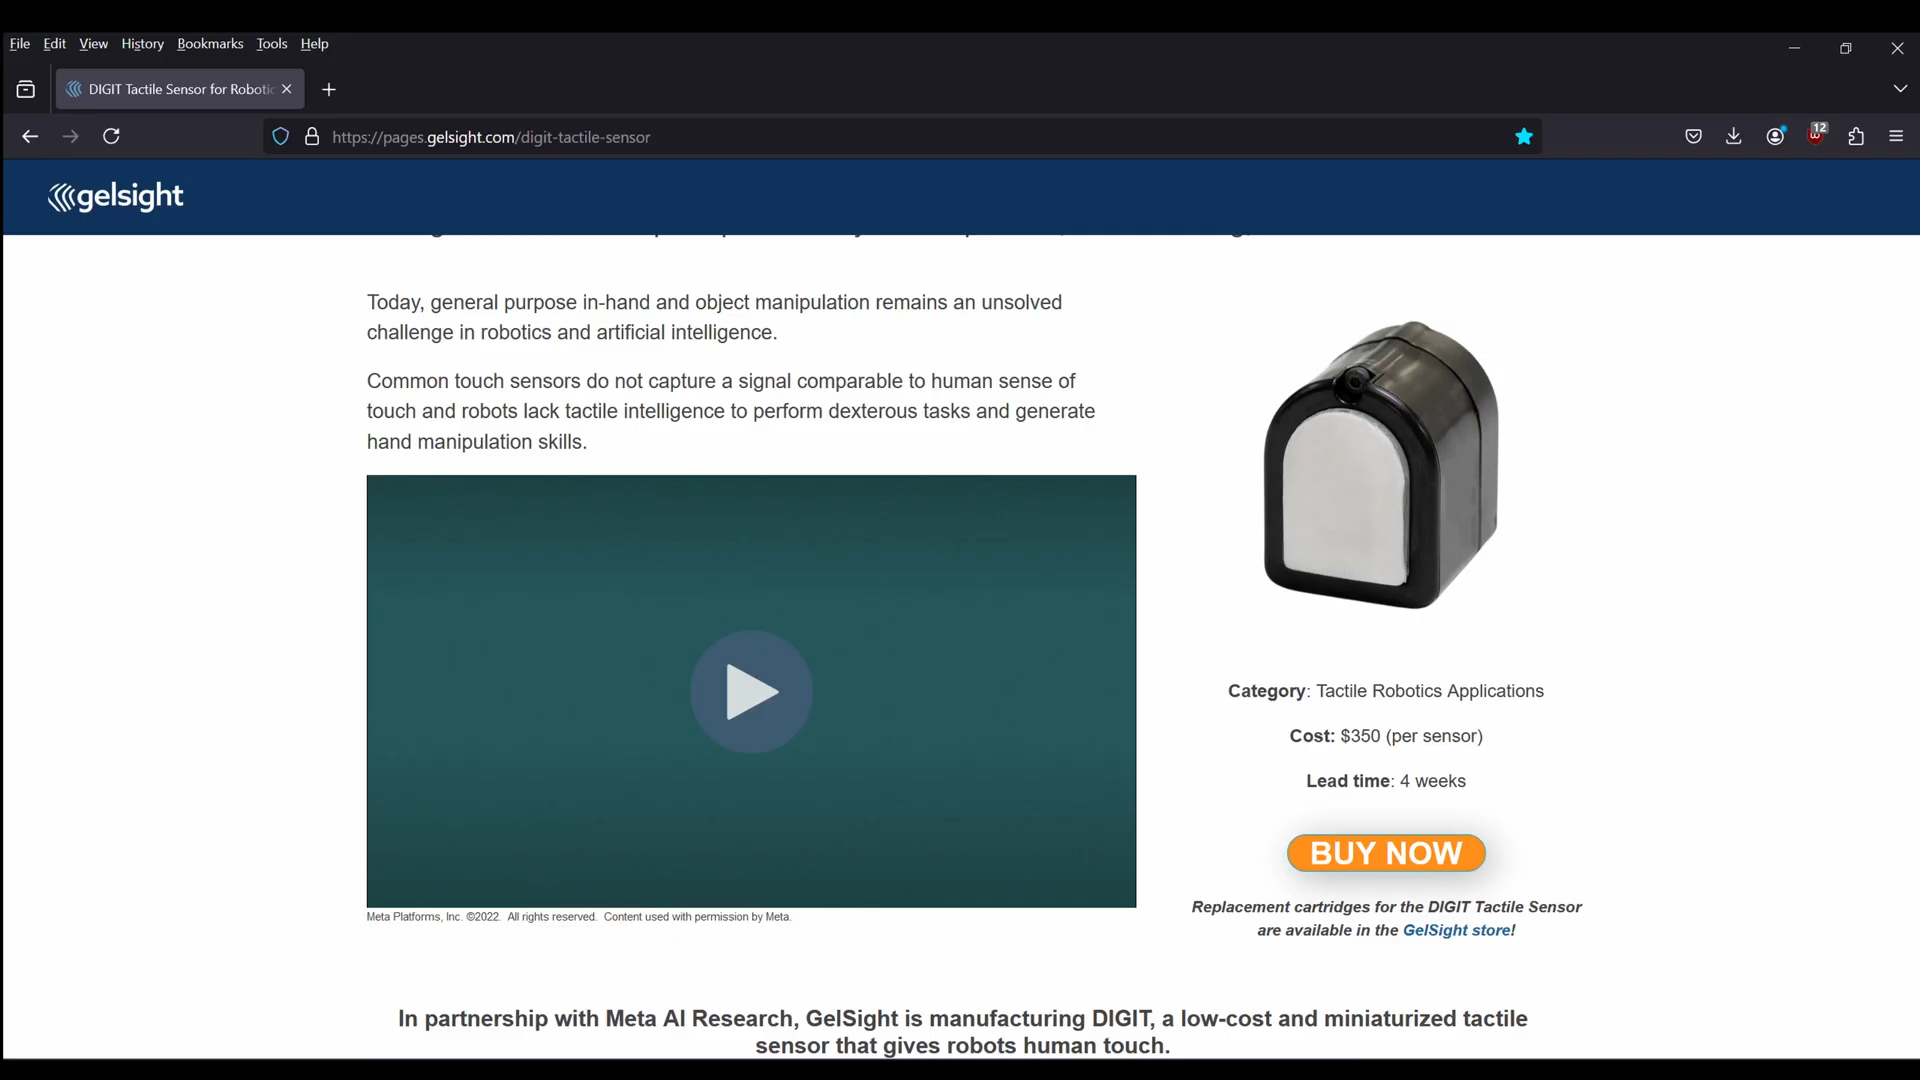 File Edit View History Bookmarks Tools Help
DIGIT Tactile Sensor for Robotic
https://pages.gelsight.com/digit-tactile-sensor
12
gelsight
Today, general purpose in-hand and object manipulation remains an unsolved
challenge in robotics and artificial intelligence.
Common touch sensors do not capture a signal comparable to human sense of
touch and robots lack tactile intelligence to perform dexterous tasks and generate
hand manipulation skills.
Meta Platforms, Inc. ©2022. All rights reserved. Content used with permission by Meta.
Category: Tactile Robotics Applications
Cost: $350 (per sensor)
Lead time: 4 weeks
BUY NOW
Replacement cartridges for the DIGIT Tactile Sensor
are available in the GelSight store!
In partnership with Meta AI Research, GelSight is manufacturing DIGIT, a low-cost and miniaturized tactile
sensor that gives robots human touch.